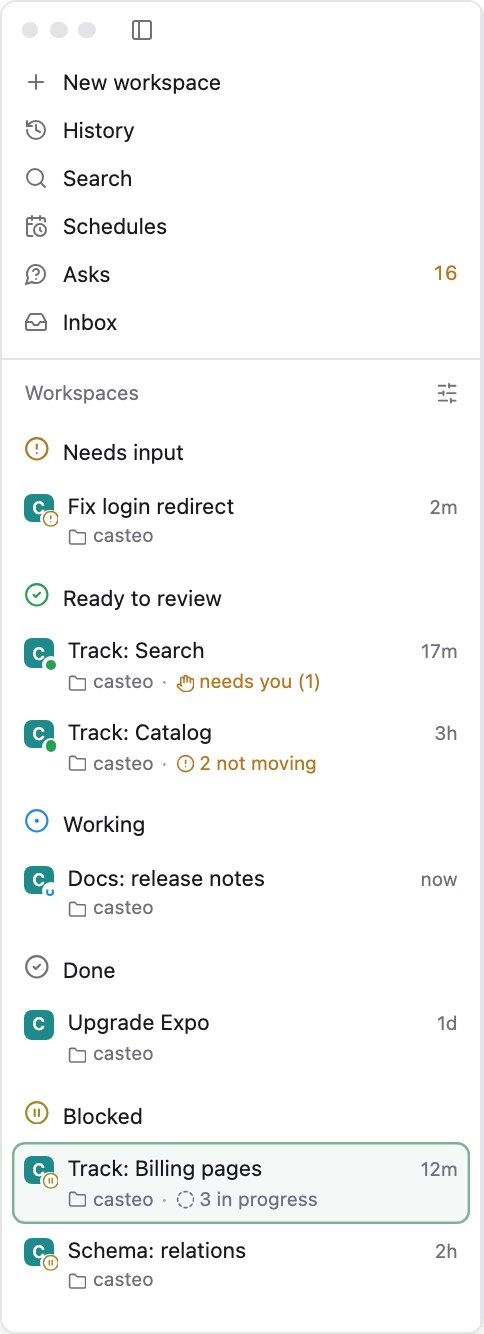 New workspace
History
Search
Schedules
Asks 16
Inbox
Workspaces
Needs input
C Fix login redirect 2m
casteo
Ready to review
C Track: Search 17m
casteo · needs you (1)
C Track: Catalog 3h
casteo · 2 not moving
Working
C Docs: release notes now
casteo
Done
C Upgrade Expo 1d
casteo
Blocked
C Track: Billing pages 12m
casteo · 3 in progress
C Schema: relations 2h
casteo